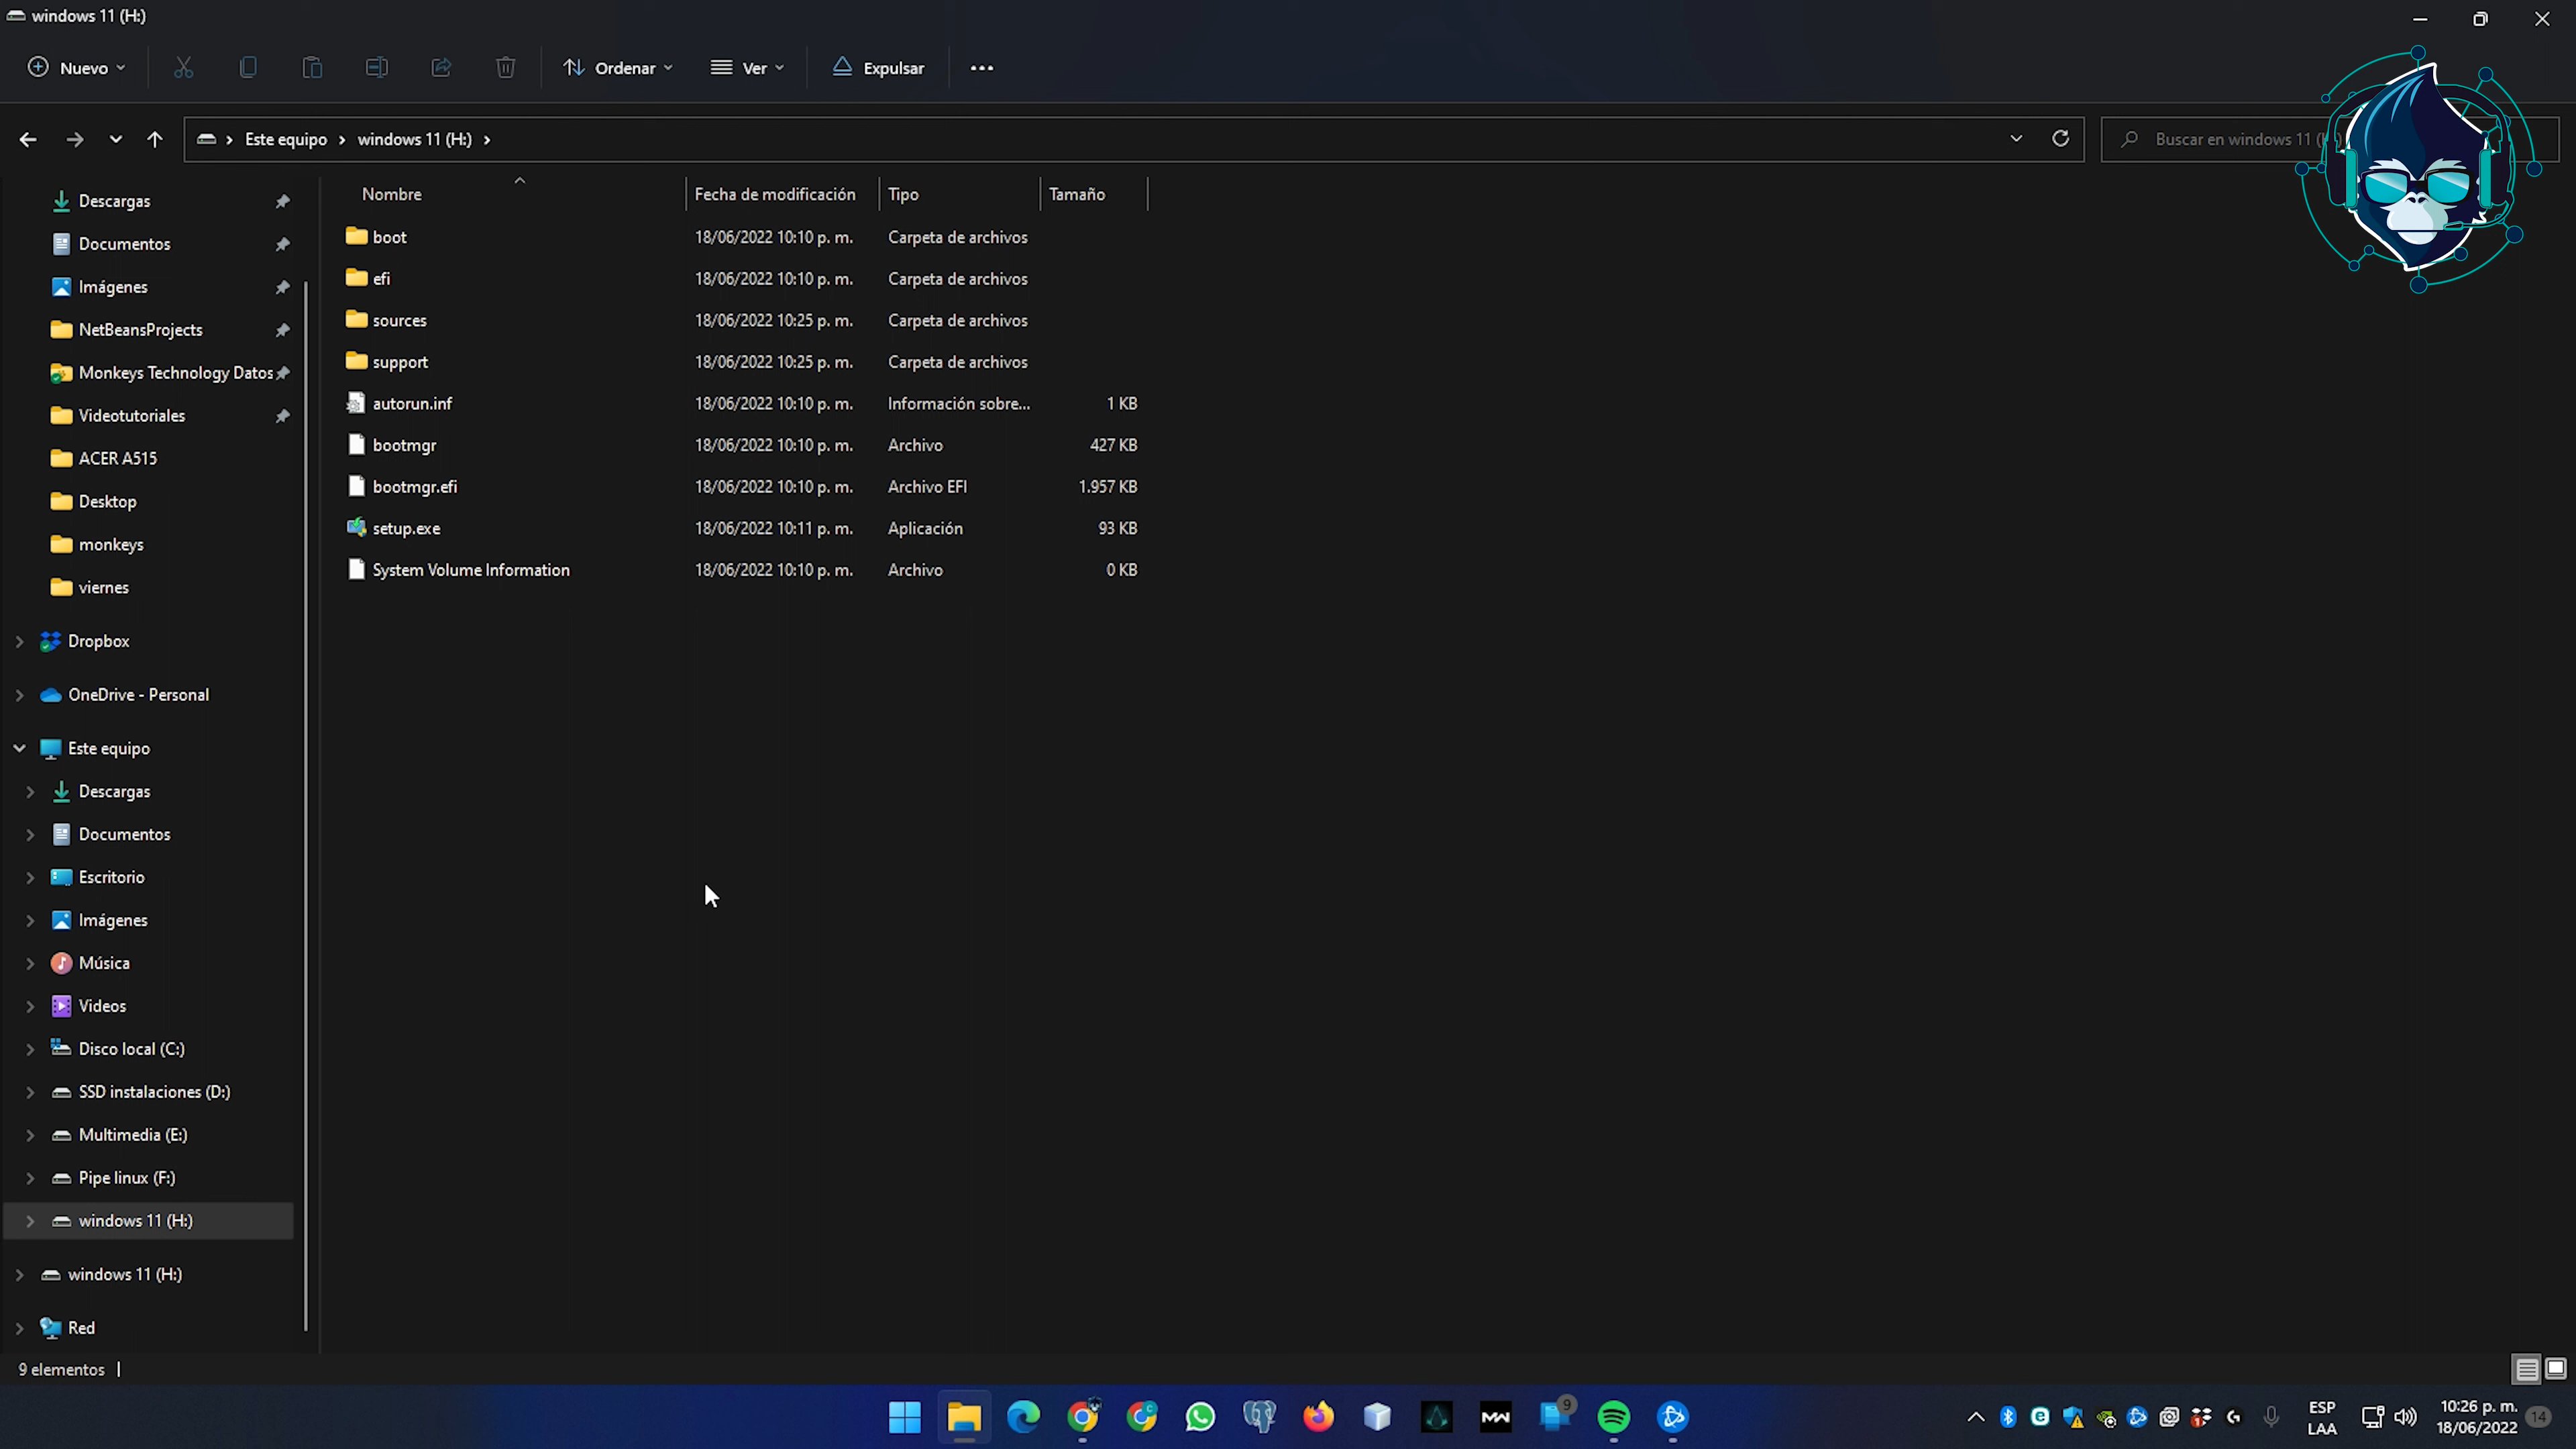 windows 11 (H:)
Nuevo
Ordenar
Ver
Expulsar
Este equipo
windows 11 (H:)
Buscar en windows 11
Nombre
Fecha de modificación
Tipo
Tamaño
boot 18/06/2022 10:10 p. m. Carpeta de archivos
efi 18/06/2022 10:10 p. m. Carpeta de archivos
sources 18/06/2022 10:25 p. m. Carpeta de archivos
support 18/06/2022 10:25 p. m. Carpeta de archivos
autorun.inf 18/06/2022 10:10 p. m. Información sobre... 1 KB
bootmgr 18/06/2022 10:10 p. m. Archivo 427 KB
bootmgr.efi 18/06/2022 10:10 p. m. Archivo EFI 1.957 KB
setup.exe 18/06/2022 10:11 p. m. Aplicación 93 KB
System Volume Information 18/06/2022 10:10 p. m. Archivo 0 KB
Descargas
Documentos
Imágenes
NetBeansProjects
Monkeys Technology Datos
Videotutoriales
ACER A515
Desktop
monkeys
viernes
Dropbox
OneDrive - Personal
Este equipo
Descargas
Documentos
Escritorio
Imágenes
Música
Videos
Disco local (C:)
SSD instalaciones (D:)
Multimedia (E:)
Pipe linux (F:)
windows 11 (H:)
windows 11 (H:)
Red
9 elementos
MW
9
ESP
LAA
10:26 p. m.
18/06/2022
14